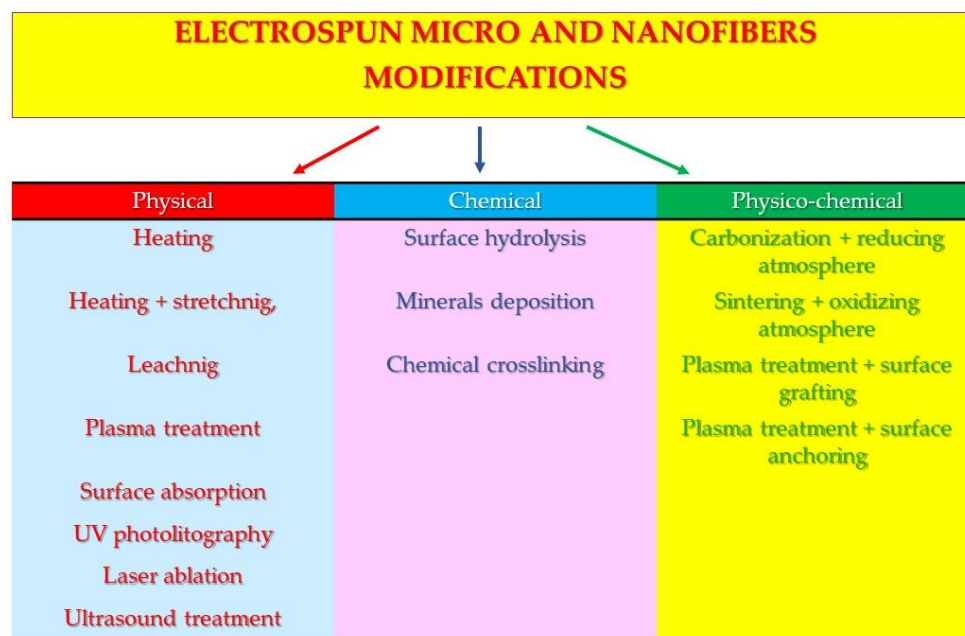 ELECTROSPUN MICRO AND NANOFIBERS
MODIFICATIONS
Physical
Chemical
Physico-chemical
Heating
Surface hydrolysis
Carbonization + reducing
atmosphere
Heating + stretchnig,
Minerals deposition
Sintering + oxidizing
atmosphere
Leachnig
Chemical crosslinking
Plasma treatment + surface
grafting
Plasma treatment
Plasma treatment + surface
anchoring
Surface absorption
UV photolitography
Laser ablation
Ultrasound treatment